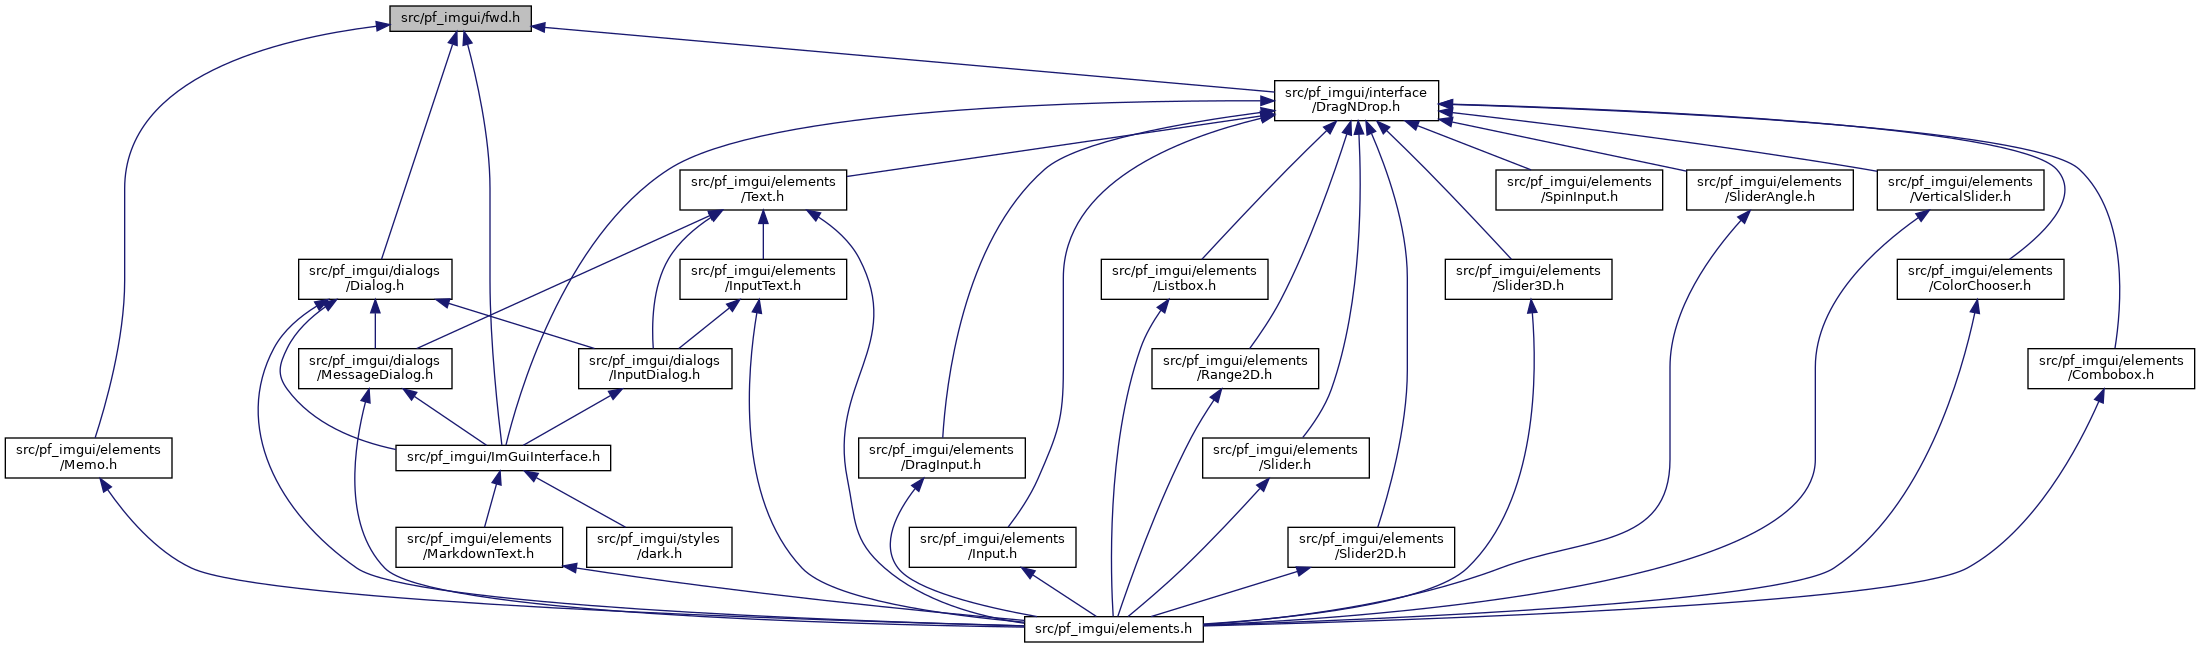 src/pf_imgui/fwd.h
src/pf_imgui/interface
/DragNDrop.h
src/pf_imgui/elements
/Text.h
src/pf_imgui/elements
/SpinInput.h
src/pf_imgui/elements
/SliderAngle.h
src/pf_imgui/elements
/VerticalSlider.h
src/pf_imgui/dialogs
/Dialog.h
src/pf_imgui/elements
/InputText.h
src/pf_imgui/elements
/Listbox.h
src/pf_imgui/elements
/Slider3D.h
src/pf_imgui/elements
/ColorChooser.h
src/pf_imgui/dialogs
/MessageDialog.h
src/pf_imgui/dialogs
/InputDialog.h
src/pf_imgui/elements
/Range2D.h
src/pf_imgui/elements
/Combobox.h
src/pf_imgui/elements
/Memo.h
src/pf_imgui/ImGuiInterface.h
src/pf_imgui/elements
/DragInput.h
src/pf_imgui/elements
/Slider.h
src/pf_imgui/elements
/MarkdownText.h
src/pf_imgui/styles
/dark.h
src/pf_imgui/elements
/Input.h
src/pf_imgui/elements
/Slider2D.h
src/pf_imgui/elements.h